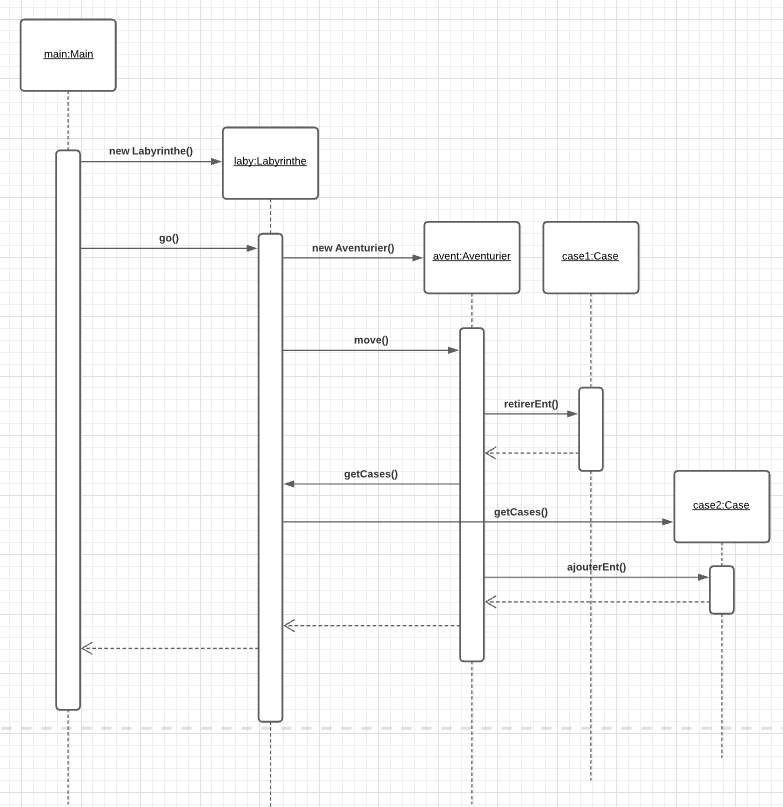 main:Main
new Labyrinthe()
laby:Labyrinthe
go()
new Aventurier()
avent:Aventurier
case1:Case
move()
retirerEnt()
getCases()
getCases()
case2:Case
ajouterEnt()